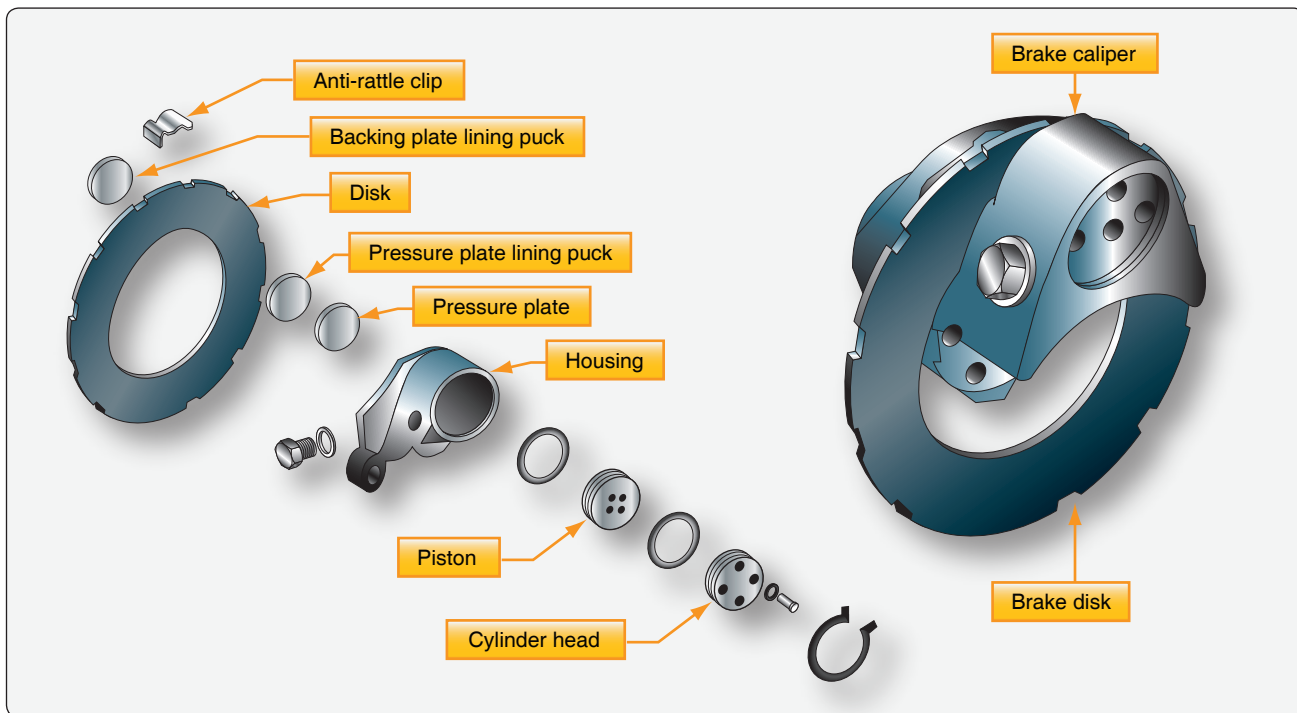 Anti-rattle clip
Backing plate lining puck
Disk
Pressure plate lining puck
Pressure plate
Housing
Piston
Cylinder head
Brake caliper
Brake disk